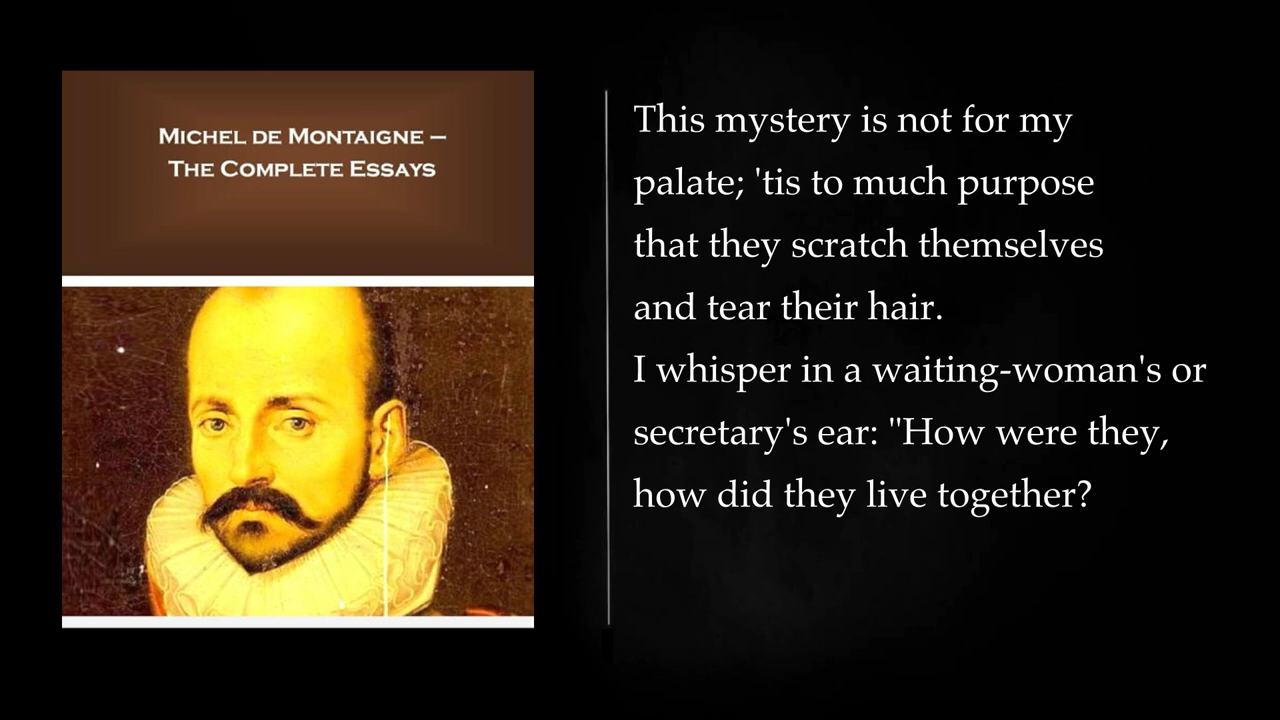 MICHEL DE MONTAIGNE –
THE COMPLETE ESSAYS
This mystery is not for my
palate; 'tis to much purpose
that they scratch themselves
and tear their hair.
I whisper in a waiting-woman's or
secretary's ear: "How were they,
how did they live together?